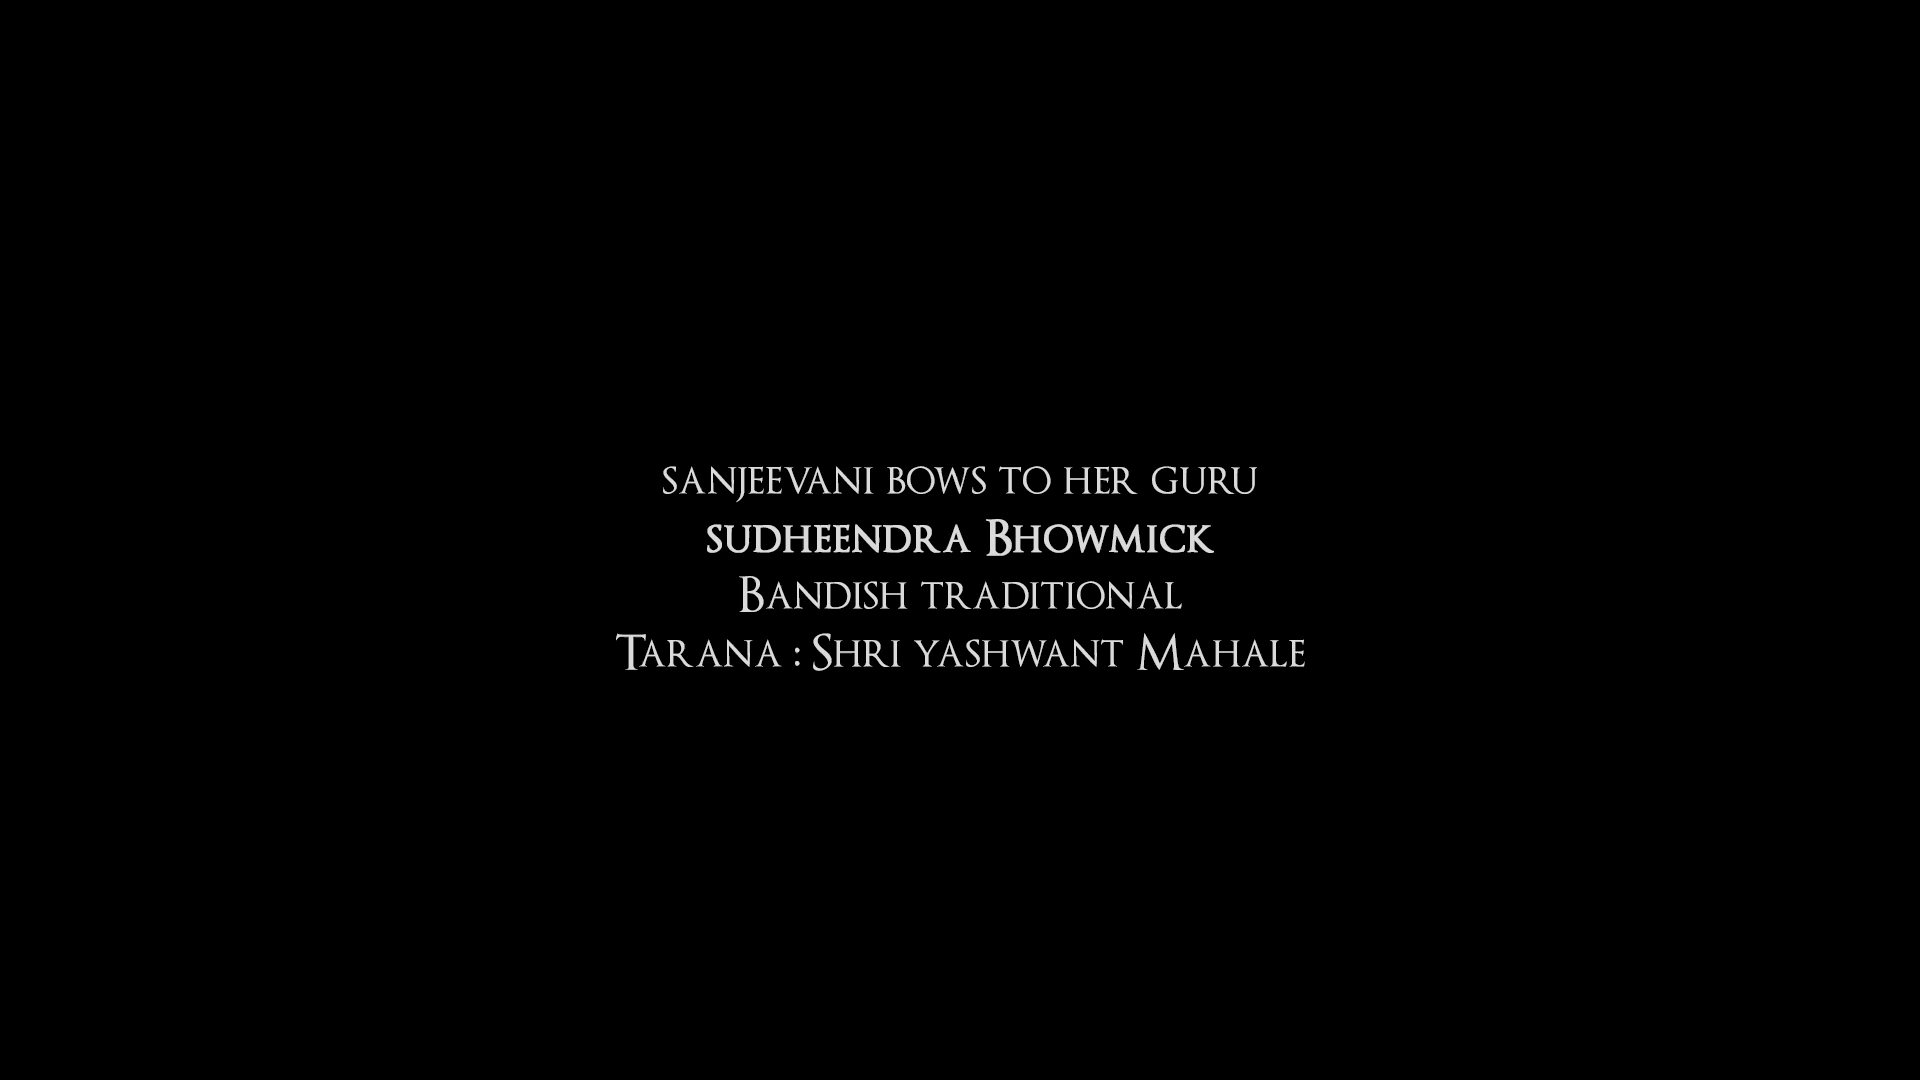 SANJEEVANI BOWS TO HER GURU
SUDHEENDRA BHOWMICK
BANDISH TRADITIONAL
TARANA : SHRI YASHWANT MAHALE